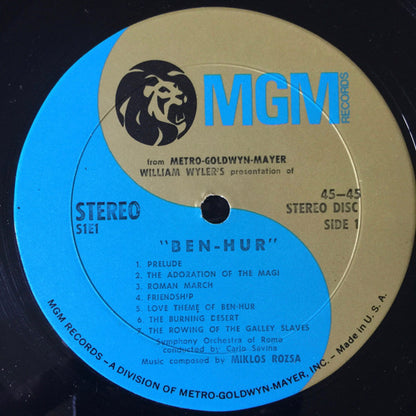 MGM
RECORDS
from METRO-GOLDWYN-MAYER
WILLIAM WYLER'S presentation of
STEREO
S1E1
45-45
STEREO DISC
SIDE 1
"BEN-HUR"
1. PRELUDE
2. THE ADORATION OF THE MAGI
3. ROMAN MARCH
4. FRIENDSHIP
5. LOVE THEME OF BEN-HUR
6. THE BURNING DESERT
7. THE ROWING OF THE GALLEY SLAVES
Symphony Orchestra of Rome
conducted by Carlo Savina
Music composed by MIKLOS ROZSA
MGM RECORDS - A DIVISION OF METRO-GOLDWYN-MAYER, INC. - Made in U.S.A.